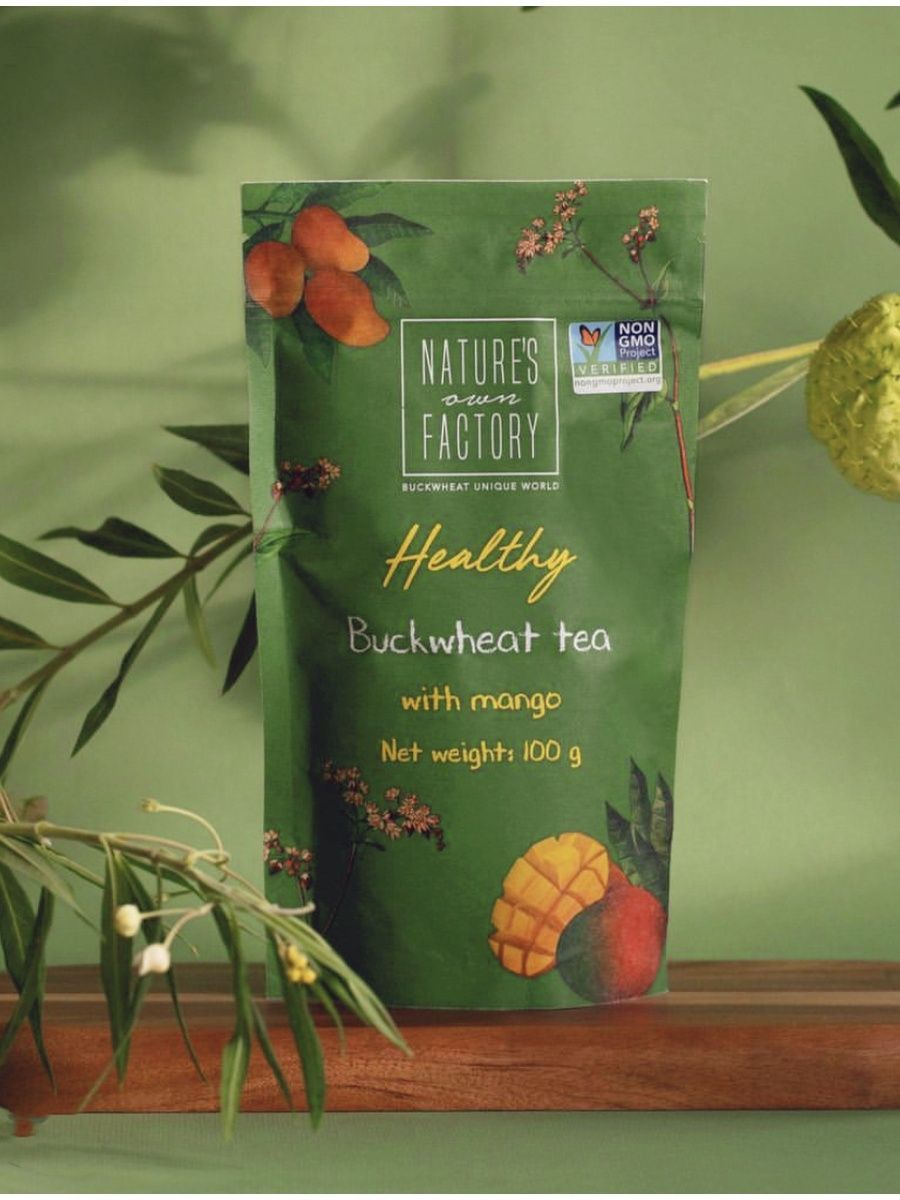 NATURE'S
own
FACTORY
BUCKWHEAT UNIQUE WORLD
NON
GMO
Project
VERIFIED
nongmoproject.org
Healthy
Buckwheat tea
with mango
Net weight: 100 g